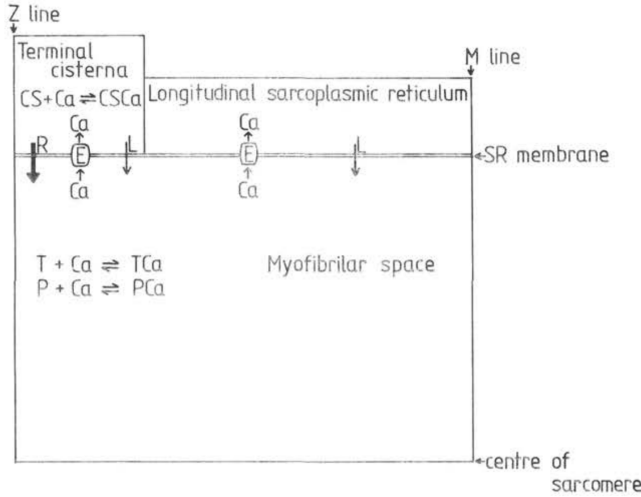 Z line
Terminal
cisterna
M line
CS+Ca⇌CSCa
Longitudinal sarcoplasmic reticulum
Ca
Ca
R
E
L
E
L
SR membrane
Ca
Ca
T + Ca ⇌ TCa
Myofibrilar space
P + Ca ⇌ PCa
centre of
sarcomere